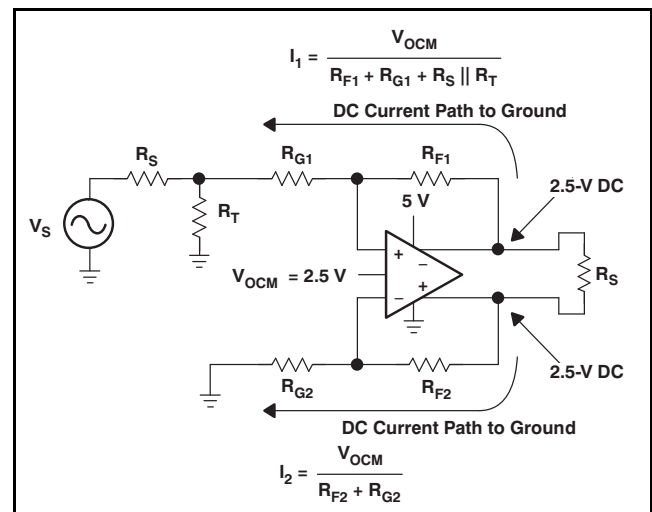 I1 = VOCM / (RF1 + RG1 + RS || RT)
DC Current Path to Ground
RS
RG1
RF1
2.5-V DC
5 V
RT
VS
+
−
VOCM = 2.5 V
RS
−
+
2.5-V DC
RG2
RF2
DC Current Path to Ground
I2 = VOCM / (RF2 + RG2)